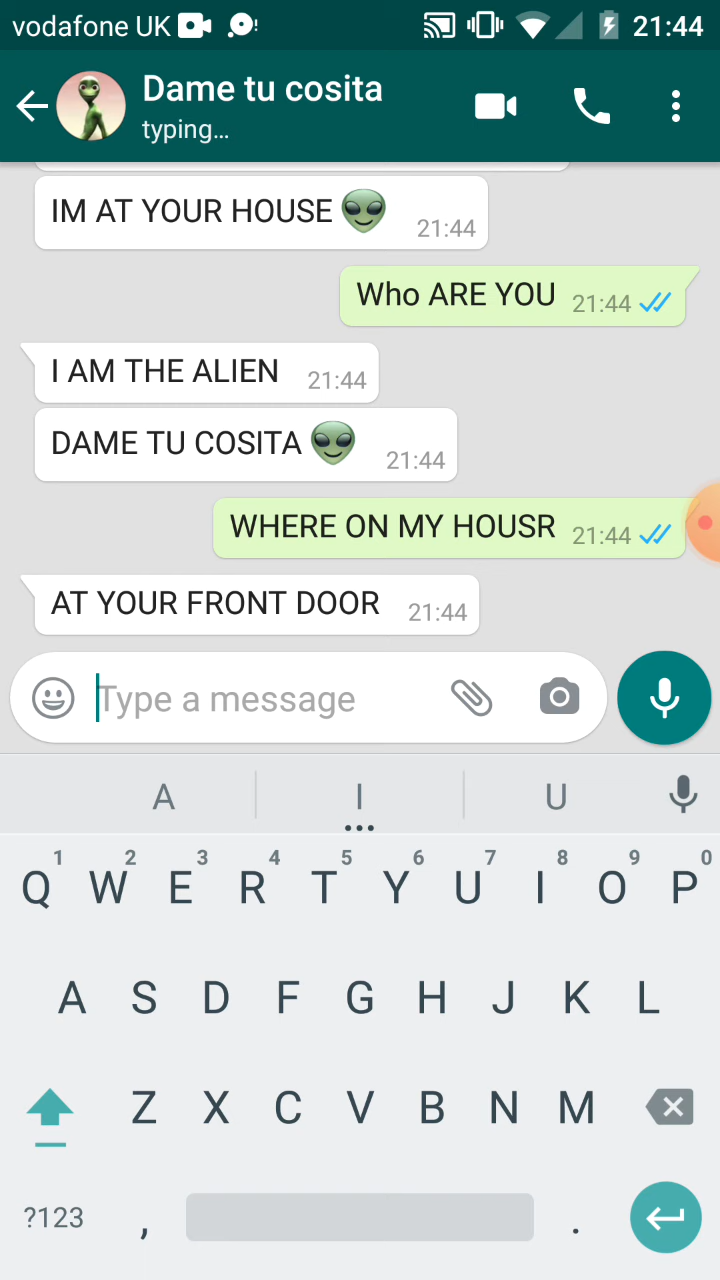 vodafone UK 21:44
Dame tu cosita
typing...
IM AT YOUR HOUSE 👽 21:44
Who ARE YOU 21:44
I AM THE ALIEN 21:44
DAME TU COSITA 👽 21:44
WHERE ON MY HOUSR 21:44
AT YOUR FRONT DOOR 21:44
Type a message
A I U
1 2 3 4 5 6 7 8 9 0
Q W E R T Y U I O P
A S D F G H J K L
Z X C V B N M
?123 , .